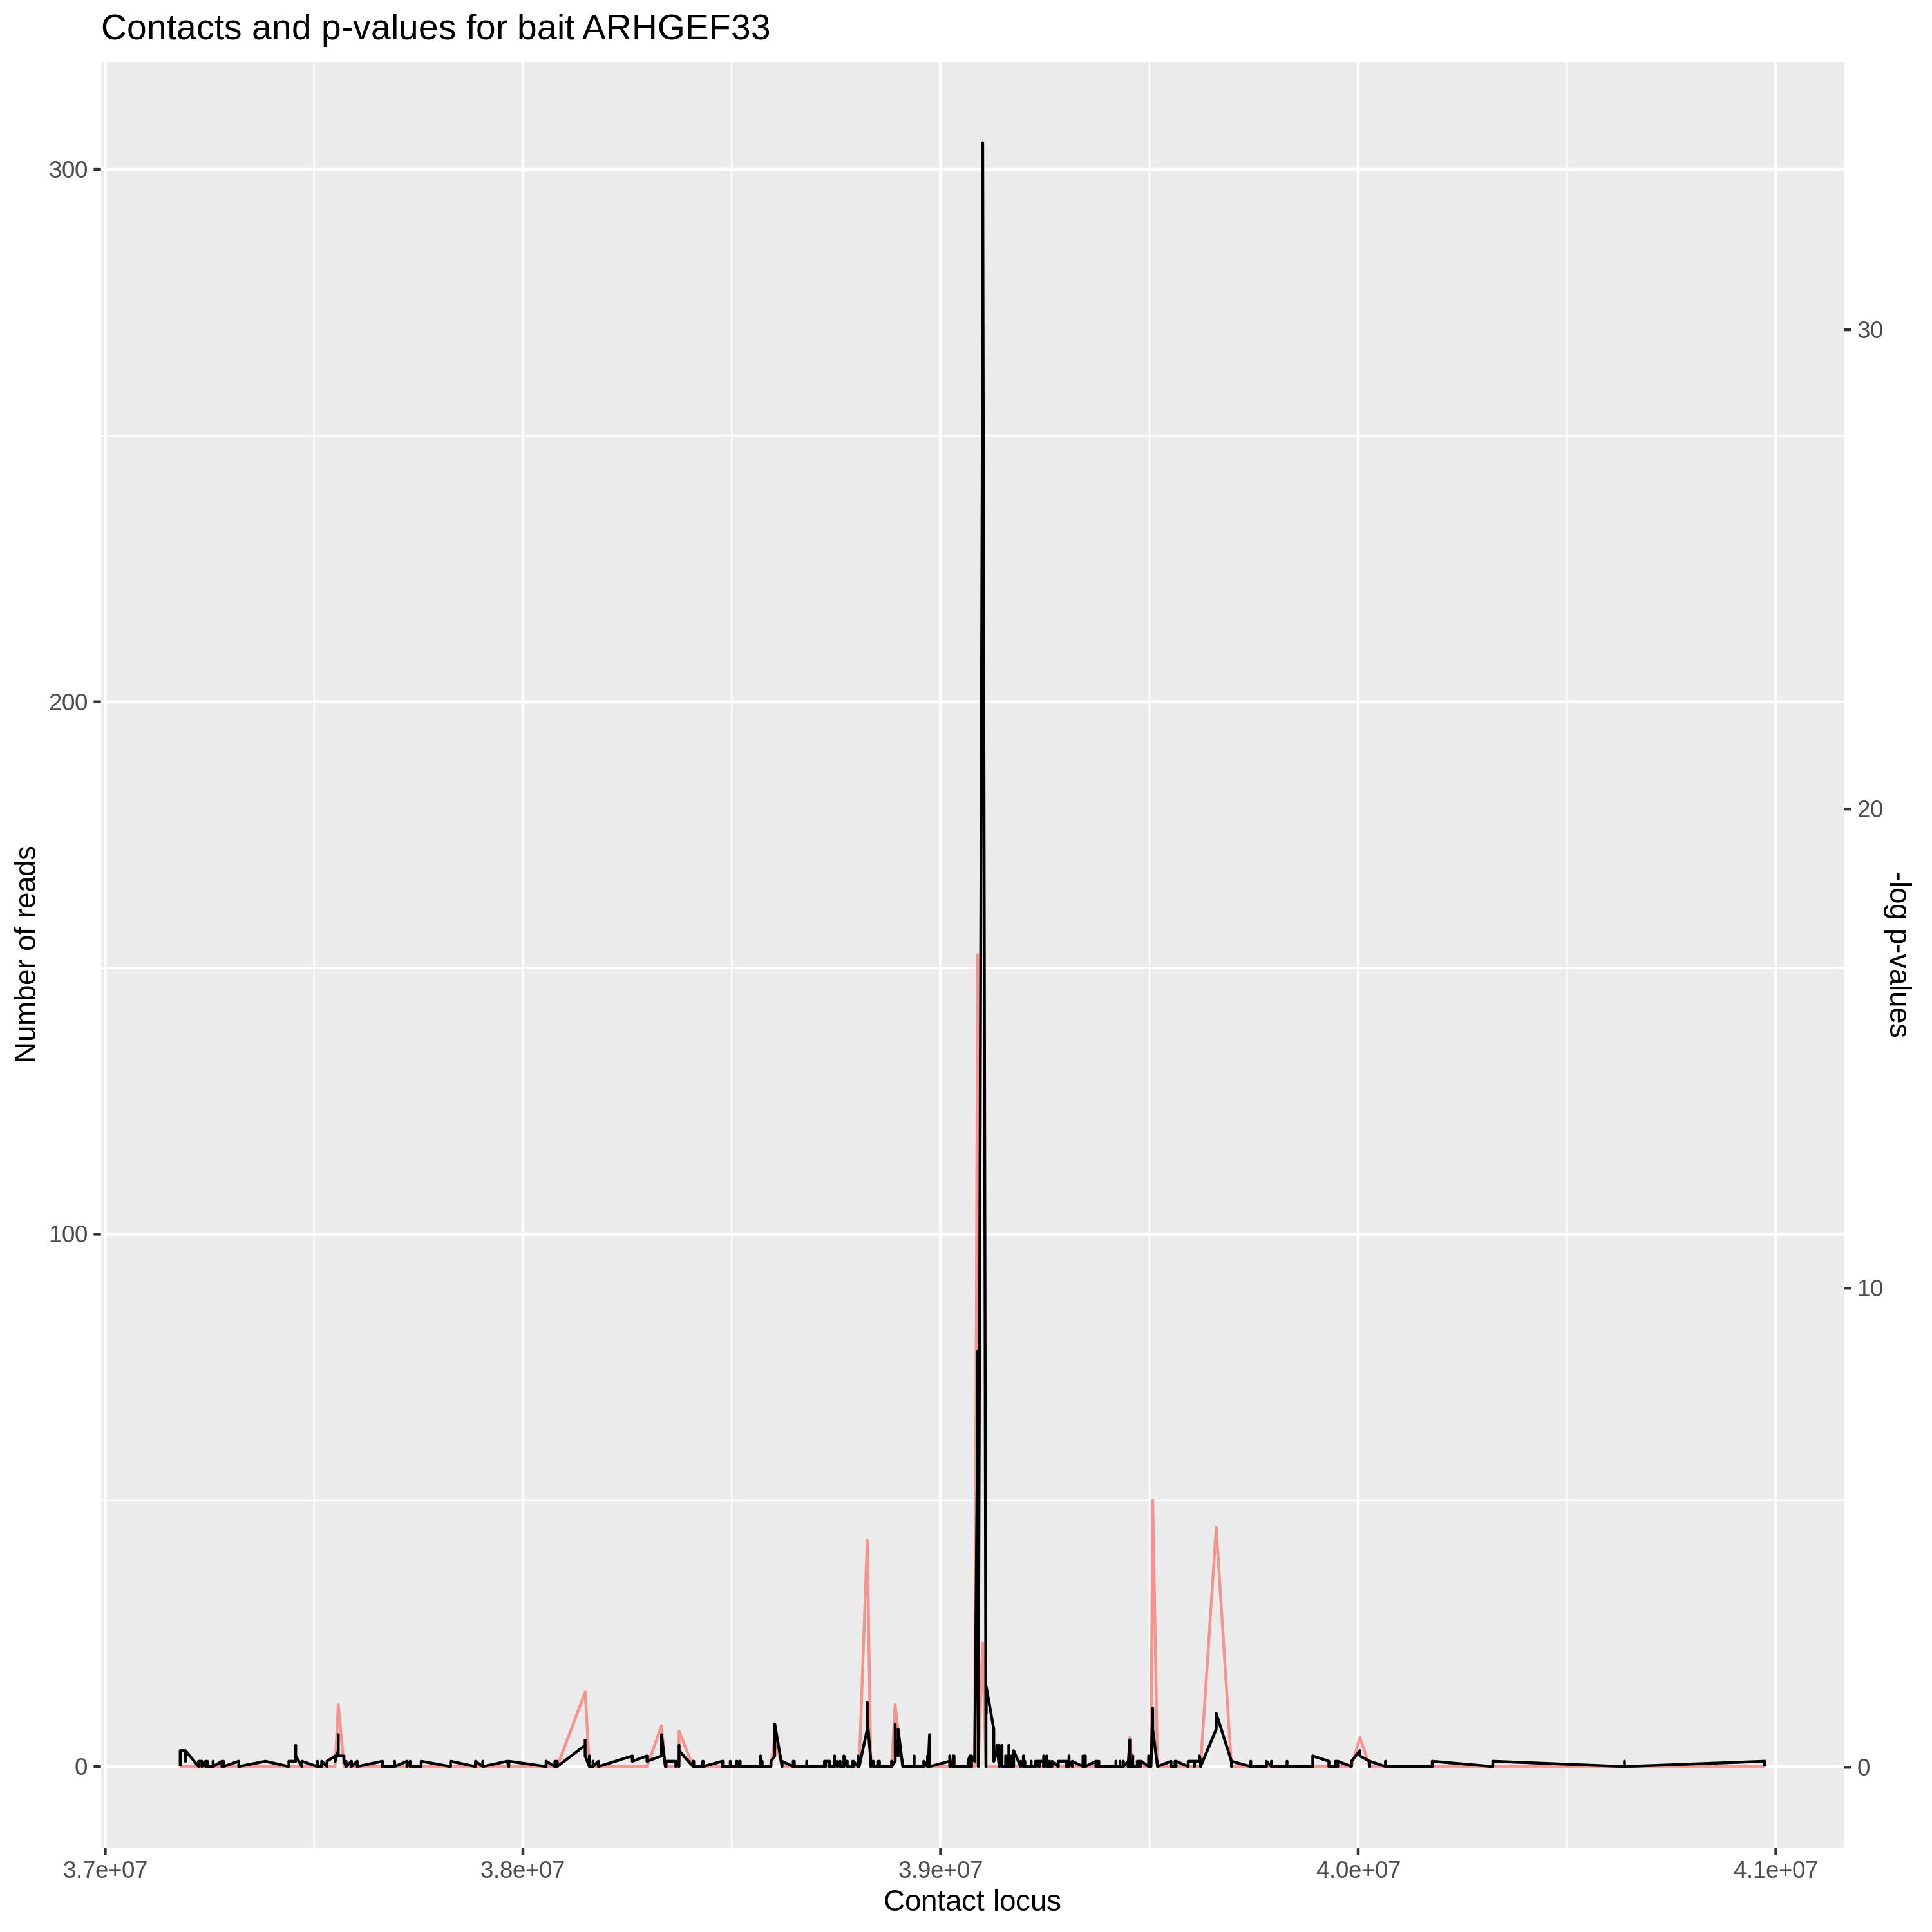 Contacts and p-values for bait ARHGEF33
300
200
100
0
Number of reads
30
20
10
0
-log p-values
3.7e+07 3.8e+07 3.9e+07 4.0e+07 4.1e+07
Contact locus